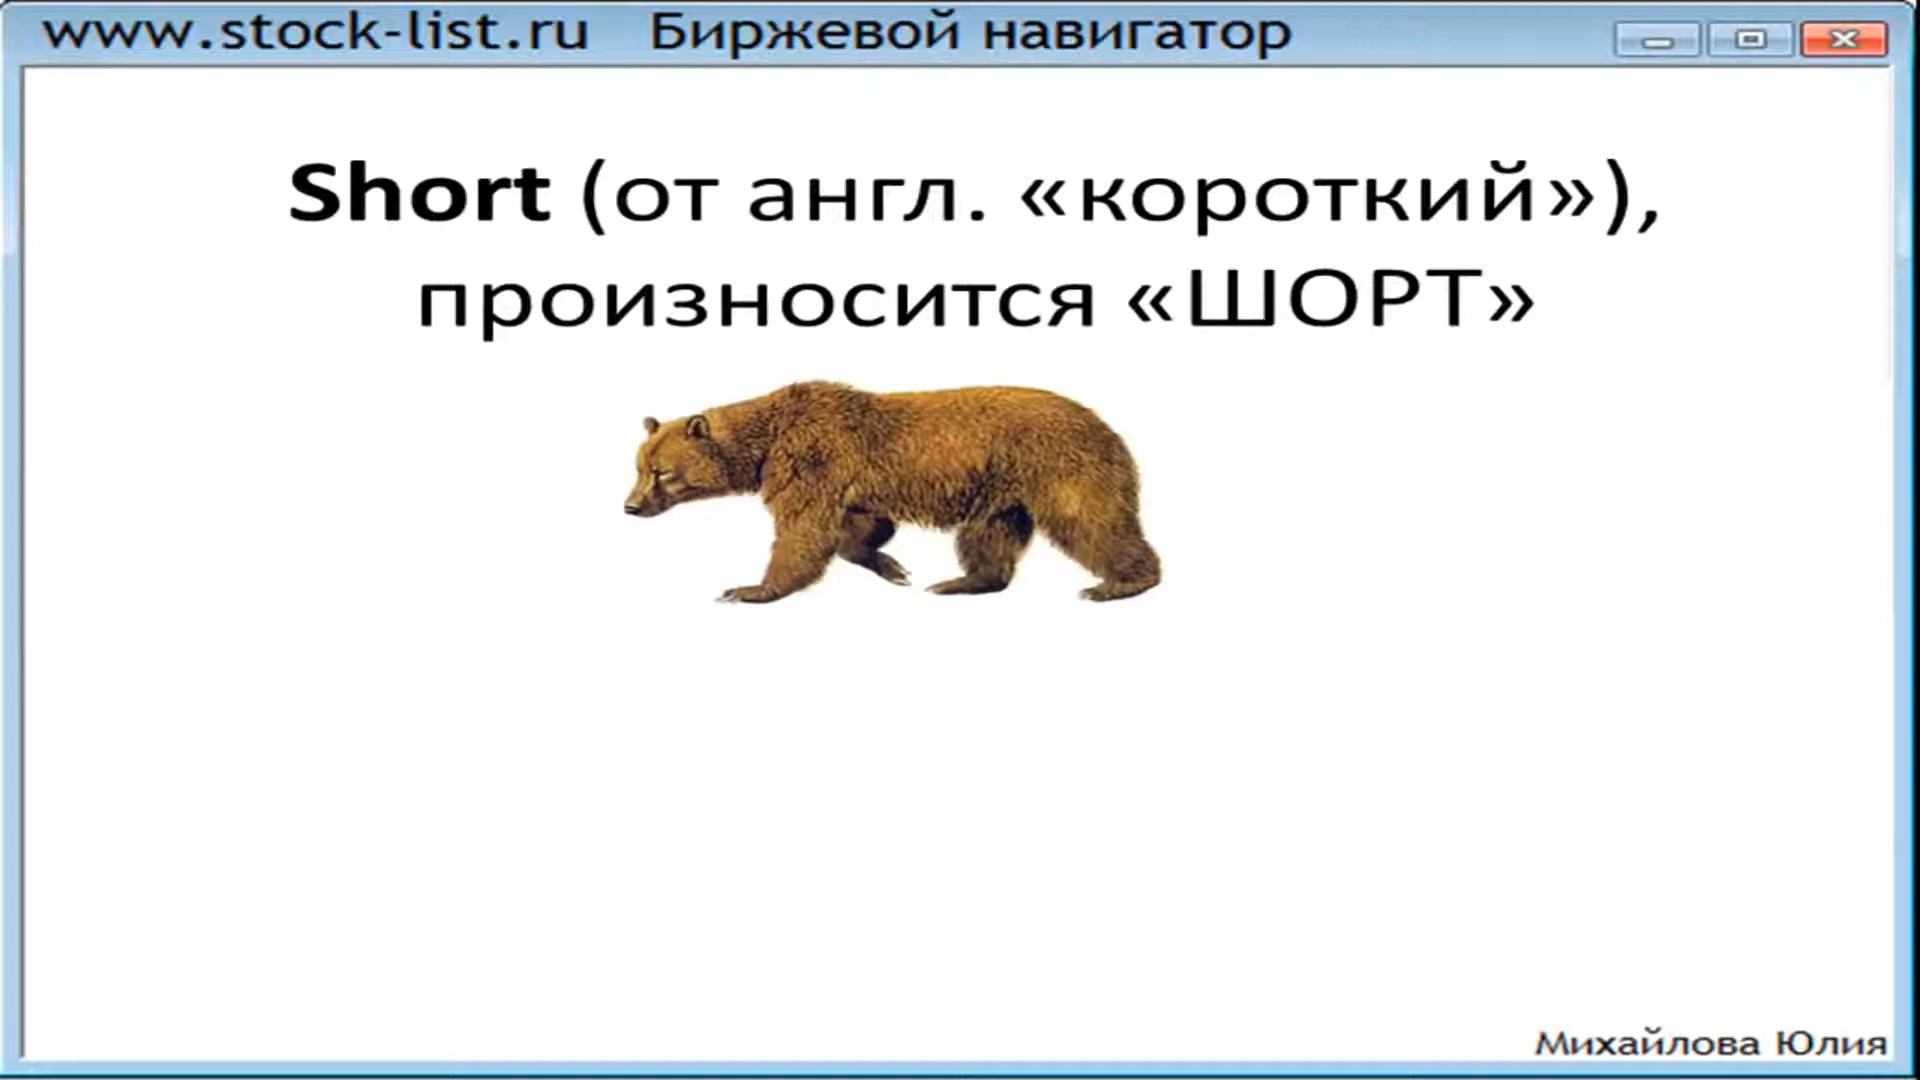 www.stock-list.ru Биржевой навигатор
Short (от англ. «короткий»),
произносится «ШОРТ»
Михайлова Юлия